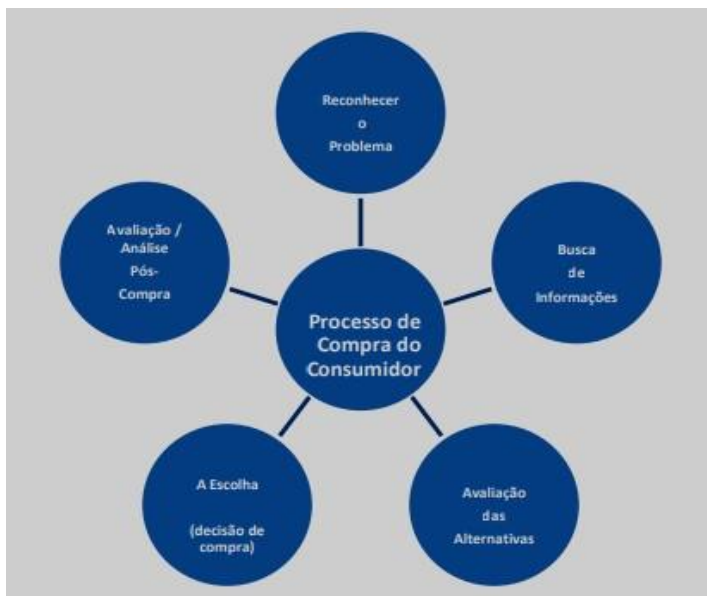 Reconhecer
o
Problema
Avaliação /
Análise
Pós-
Compra
Busca
de
Informações
Processo de
Compra do
Consumidor
A Escolha
(decisão de
compra)
Avaliação
das
Alternativas